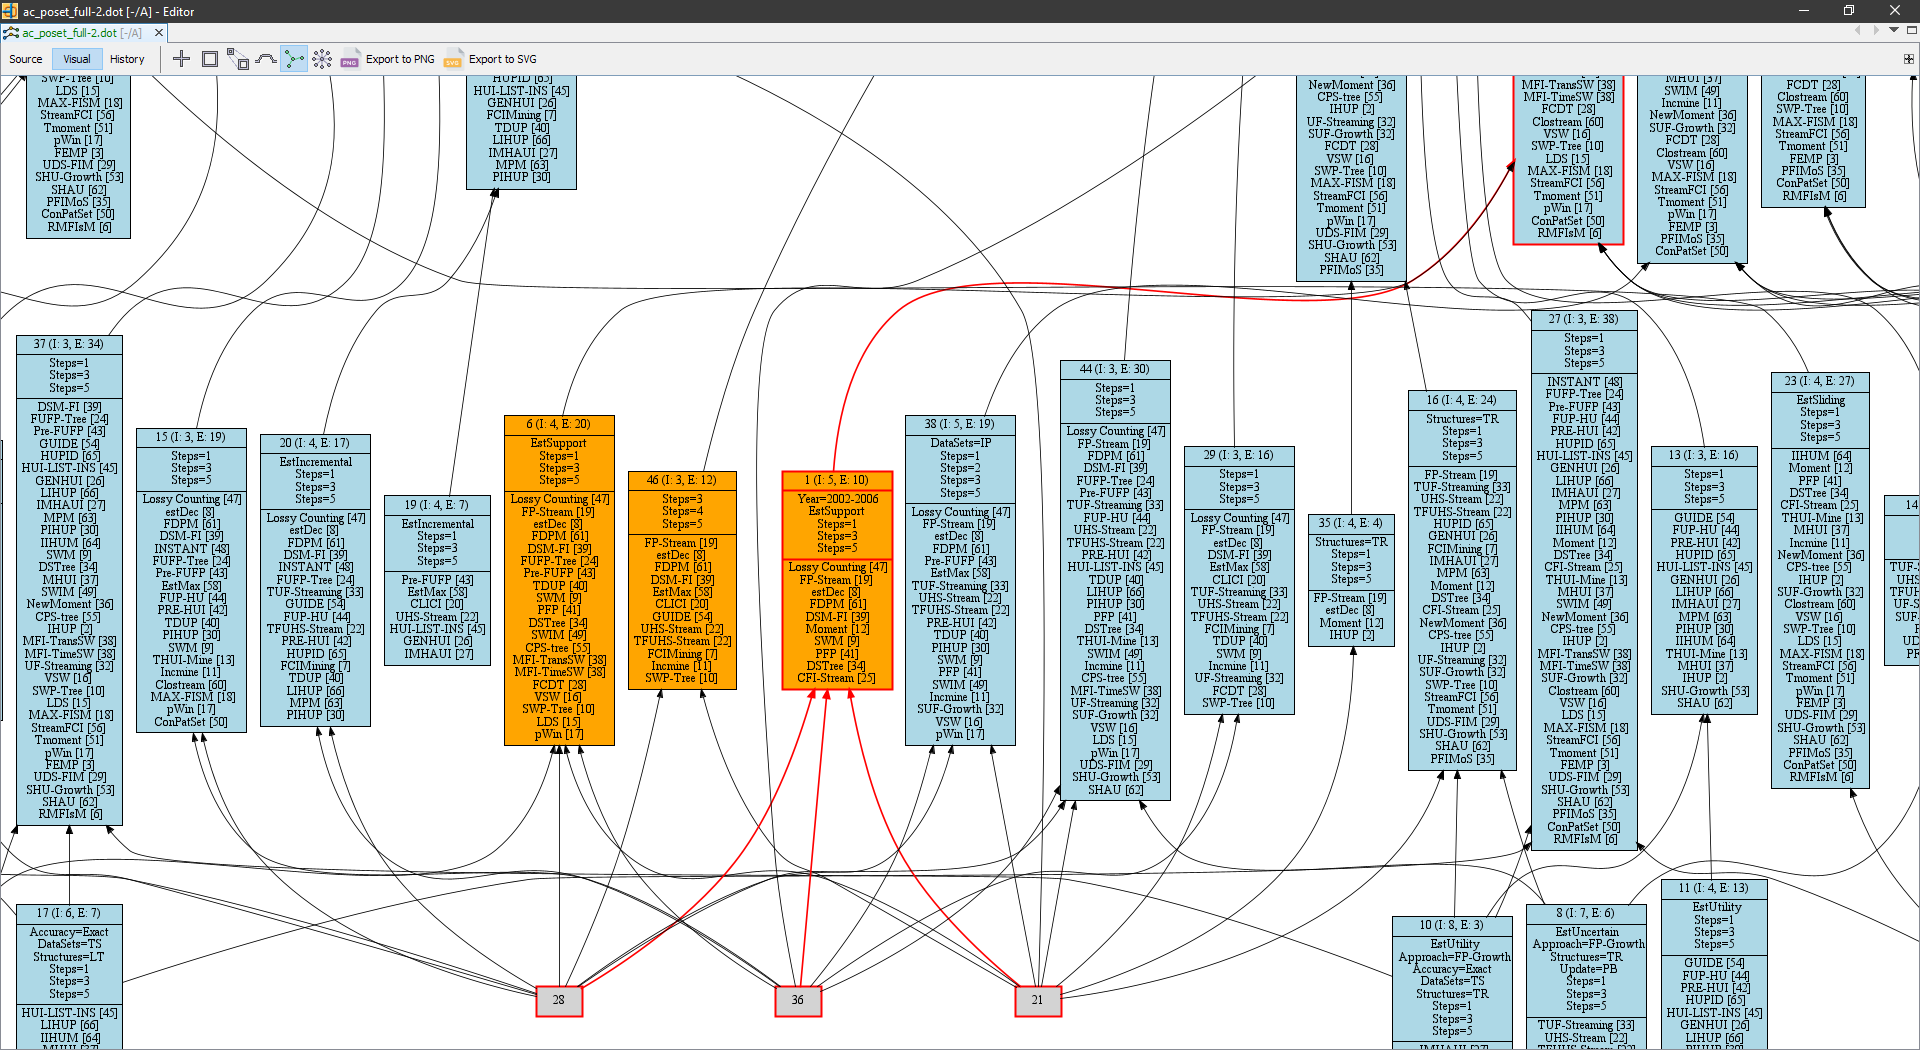 ac_poset_full-2.dot [-/A] - Editor
ac_poset_full-2.dot [-/A]
Source Visual History Export to PNG Export to SVG
SWP-Tree [10]
LDS [15]
MAX-FISM [18]
StreamFCI [56]
Tmoment [51]
pWin [17]
FEMP [3]
UDS-FIM [29]
SHU-Growth [53]
SHAU [62]
PFIMoS [35]
ConPatSet [50]
RMFIsM [6]
HUPID [65]
HUI-LIST-INS [45]
GENHUI [26]
FCIMining [7]
TDUP [40]
LIHUP [66]
IMHAUI [27]
MPM [63]
PIHUP [30]
NewMoment [36]
CPS-tree [55]
IHUP [2]
UF-Streaming [32]
SUF-Growth [32]
FCDT [28]
VSW [16]
SWP-Tree [10]
MAX-FISM [18]
StreamFCI [56]
Tmoment [51]
pWin [17]
UDS-FIM [29]
SHU-Growth [53]
SHAU [62]
PFIMoS [35]
MFI-TransSW [38]
MFI-TimeSW [38]
FCDT [28]
Clostream [60]
VSW [16]
SWP-Tree [10]
LDS [15]
MAX-FISM [18]
StreamFCI [56]
Tmoment [51]
pWin [17]
ConPatSet [50]
RMFIsM [6]
MHUI [37]
SWIM [49]
Incmine [11]
NewMoment [36]
SUF-Growth [32]
FCDT [28]
Clostream [60]
VSW [16]
MAX-FISM [18]
StreamFCI [56]
Tmoment [51]
pWin [17]
FEMP [3]
PFIMoS [35]
ConPatSet [50]
FCDT [28]
Clostream [60]
SWP-Tree [10]
MAX-FISM [18]
StreamFCI [56]
Tmoment [51]
FEMP [3]
PFIMoS [35]
ConPatSet [50]
RMFIsM [6]
37 (I: 3, E: 34)
Steps=1
Steps=3
Steps=5
DSM-FI [39]
FUFP-Tree [24]
Pre-FUFP [43]
GUIDE [54]
HUPID [65]
HUI-LIST-INS [45]
GENHUI [26]
LIHUP [66]
IMHAUI [27]
MPM [63]
PIHUP [30]
IIHUM [64]
SWM [9]
DSTree [34]
MHUI [37]
SWIM [49]
NewMoment [36]
CPS-tree [55]
IHUP [2]
MFI-TransSW [38]
MFI-TimeSW [38]
UF-Streaming [32]
VSW [16]
SWP-Tree [10]
LDS [15]
MAX-FISM [18]
StreamFCI [56]
Tmoment [51]
pWin [17]
FEMP [3]
UDS-FIM [29]
SHU-Growth [53]
SHAU [62]
RMFIsM [6]
15 (I: 3, E: 19)
Steps=1
Steps=3
Steps=5
Lossy Counting [47]
estDec [8]
FDPM [61]
DSM-FI [39]
INSTANT [48]
FUFP-Tree [24]
Pre-FUFP [43]
EstMax [58]
FUP-HU [44]
PRE-HUI [42]
TDUP [40]
PIHUP [30]
SWM [9]
THUI-Mine [13]
Incmine [11]
Clostream [60]
MAX-FISM [18]
pWin [17]
ConPatSet [50]
20 (I: 4, E: 17)
EstIncremental
Steps=1
Steps=3
Steps=5
Lossy Counting [47]
estDec [8]
FDPM [61]
DSM-FI [39]
INSTANT [48]
FUFP-Tree [24]
TUF-Streaming [33]
GUIDE [54]
FUP-HU [44]
TFUHS-Stream [22]
PRE-HUI [42]
HUPID [65]
FCIMining [7]
TDUP [40]
LIHUP [66]
MPM [63]
PIHUP [30]
19 (I: 4, E: 7)
EstIncremental
Steps=1
Steps=3
Steps=5
Pre-FUFP [43]
EstMax [58]
CLICI [20]
UHS-Stream [22]
HUI-LIST-INS [45]
GENHUI [26]
IMHAUI [27]
6 (I: 4, E: 20)
EstSupport
Steps=1
Steps=3
Steps=5
Lossy Counting [47]
FP-Stream [19]
estDec [8]
FDPM [61]
DSM-FI [39]
FUFP-Tree [24]
Pre-FUFP [43]
TDUP [40]
SWM [9]
PFP [41]
DSTree [34]
SWIM [49]
CPS-tree [55]
MFI-TransSW [38]
MFI-TimeSW [38]
FCDT [28]
VSW [16]
SWP-Tree [10]
LDS [15]
pWin [17]
46 (I: 3, E: 12)
Steps=3
Steps=4
Steps=5
FP-Stream [19]
estDec [8]
FDPM [61]
DSM-FI [39]
EstMax [58]
CLICI [20]
GUIDE [54]
UHS-Stream [22]
TFUHS-Stream [22]
FCIMining [7]
Incmine [11]
SWP-Tree [10]
1 (I: 5, E: 10)
Year=2002-2006
EstSupport
Steps=1
Steps=3
Steps=5
Lossy Counting [47]
FP-Stream [19]
estDec [8]
FDPM [61]
DSM-FI [39]
Moment [12]
SWM [9]
PFP [41]
DSTree [34]
CFI-Stream [25]
38 (I: 5, E: 19)
DataSets=IP
Steps=1
Steps=2
Steps=3
Steps=5
Lossy Counting [47]
FP-Stream [19]
estDec [8]
FDPM [61]
Pre-FUFP [43]
EstMax [58]
TUF-Streaming [33]
UHS-Stream [22]
TFUHS-Stream [22]
PRE-HUI [42]
TDUP [40]
PIHUP [30]
SWM [9]
PFP [41]
SWIM [49]
Incmine [11]
SUF-Growth [32]
VSW [16]
pWin [17]
44 (I: 3, E: 30)
Steps=1
Steps=3
Steps=5
Lossy Counting [47]
FP-Stream [19]
FDPM [61]
DSM-FI [39]
FUFP-Tree [24]
Pre-FUFP [43]
TUF-Streaming [33]
FUP-HU [44]
UHS-Stream [22]
TFUHS-Stream [22]
PRE-HUI [42]
HUI-LIST-INS [45]
TDUP [40]
LIHUP [66]
PIHUP [30]
PFP [41]
DSTree [34]
THUI-Mine [13]
SWIM [49]
Incmine [11]
CPS-tree [55]
MFI-TimeSW [38]
UF-Streaming [32]
SUF-Growth [32]
VSW [16]
LDS [15]
pWin [17]
UDS-FIM [29]
SHU-Growth [53]
SHAU [62]
29 (I: 3, E: 16)
Steps=1
Steps=3
Steps=5
Lossy Counting [47]
FP-Stream [19]
estDec [8]
DSM-FI [39]
EstMax [58]
CLICI [20]
TUF-Streaming [33]
UHS-Stream [22]
TFUHS-Stream [22]
FCIMining [7]
TDUP [40]
SWM [9]
Incmine [11]
UF-Streaming [32]
FCDT [28]
SWP-Tree [10]
35 (I: 4, E: 4)
Structures=TR
Steps=1
Steps=3
Steps=5
FP-Stream [19]
estDec [8]
Moment [12]
IHUP [2]
16 (I: 4, E: 24)
Structures=TR
Steps=1
Steps=3
Steps=5
FP-Stream [19]
TUF-Streaming [33]
UHS-Stream [22]
TFUHS-Stream [22]
HUPID [65]
GENHUI [26]
FCIMining [7]
IMHAUI [27]
MPM [63]
Moment [12]
DSTree [34]
CFI-Stream [25]
NewMoment [36]
CPS-tree [55]
IHUP [2]
UF-Streaming [32]
SUF-Growth [32]
SWP-Tree [10]
StreamFCI [56]
Tmoment [51]
UDS-FIM [29]
SHU-Growth [53]
SHAU [62]
PFIMoS [35]
27 (I: 3, E: 38)
Steps=1
Steps=3
Steps=5
INSTANT [48]
FUFP-Tree [24]
Pre-FUFP [43]
FUP-HU [44]
PRE-HUI [42]
HUPID [65]
HUI-LIST-INS [45]
GENHUI [26]
LIHUP [66]
IMHAUI [27]
MPM [63]
PIHUP [30]
IIHUM [64]
Moment [12]
DSTree [34]
CFI-Stream [25]
THUI-Mine [13]
MHUI [37]
SWIM [49]
NewMoment [36]
CPS-tree [55]
IHUP [2]
MFI-TransSW [38]
MFI-TimeSW [38]
SUF-Growth [32]
Clostream [60]
VSW [16]
LDS [15]
MAX-FISM [18]
StreamFCI [56]
Tmoment [51]
FEMP [3]
UDS-FIM [29]
SHU-Growth [53]
SHAU [62]
PFIMoS [35]
ConPatSet [50]
RMFIsM [6]
13 (I: 3, E: 16)
Steps=1
Steps=3
Steps=5
GUIDE [54]
FUP-HU [44]
PRE-HUI [42]
HUPID [65]
HUI-LIST-INS [45]
GENHUI [26]
LIHUP [66]
IMHAUI [27]
MPM [63]
PIHUP [30]
IIHUM [64]
THUI-Mine [13]
MHUI [37]
IHUP [2]
SHU-Growth [53]
SHAU [62]
23 (I: 4, E: 27)
EstSliding
Steps=1
Steps=3
Steps=5
IIHUM [64]
Moment [12]
PFP [41]
DSTree [34]
CFI-Stream [25]
THUI-Mine [13]
MHUI [37]
Incmine [11]
NewMoment [36]
CPS-tree [55]
IHUP [2]
SUF-Growth [32]
Clostream [60]
VSW [16]
SWP-Tree [10]
LDS [15]
MAX-FISM [18]
StreamFCI [56]
Tmoment [51]
pWin [17]
FEMP [3]
UDS-FIM [29]
SHU-Growth [53]
SHAU [62]
PFIMoS [35]
ConPatSet [50]
RMFIsM [6]
14
TUF-S
UHS
TFUH
FC
UF-S
SUF-
U
SH
PF
17 (I: 6, E: 7)
Accuracy=Exact
DataSets=TS
Structures=LT
Steps=1
Steps=3
Steps=5
HUI-LIST-INS [45]
LIHUP [66]
IIHUM [64]
MHUI [37]
28
36
21
10 (I: 8, E: 3)
EstUtility
Approach=FP-Growth
Accuracy=Exact
DataSets=TS
Structures=TR
Steps=1
Steps=3
Steps=5
IMHAUI [27]
8 (I: 7, E: 6)
EstUncertain
Approach=FP-Growth
Structures=TR
Update=PB
Steps=1
Steps=3
Steps=5
TUF-Streaming [33]
UHS-Stream [22]
TFUHS-Stream [22]
11 (I: 4, E: 13)
EstUtility
Steps=1
Steps=3
Steps=5
GUIDE [54]
FUP-HU [44]
PRE-HUI [42]
HUPID [65]
HUI-LIST-INS [45]
GENHUI [26]
LIHUP [66]
PIHUP [30]